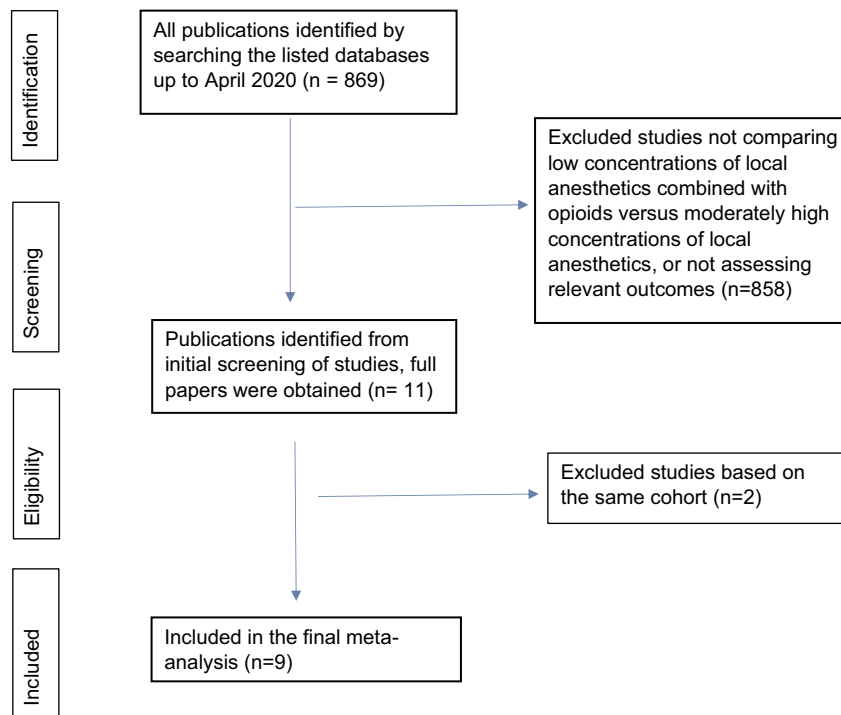 Identification
All publications identified by
searching the listed databases
up to April 2020 (n = 869)
Excluded studies not comparing
low concentrations of local
anesthetics combined with
opioids versus moderately high
concentrations of local
anesthetics, or not assessing
relevant outcomes (n=858)
Screening
Publications identified from
initial screening of studies, full
papers were obtained (n= 11)
Eligibility
Excluded studies based on
the same cohort (n=2)
Included
Included in the final meta-
analysis (n=9)